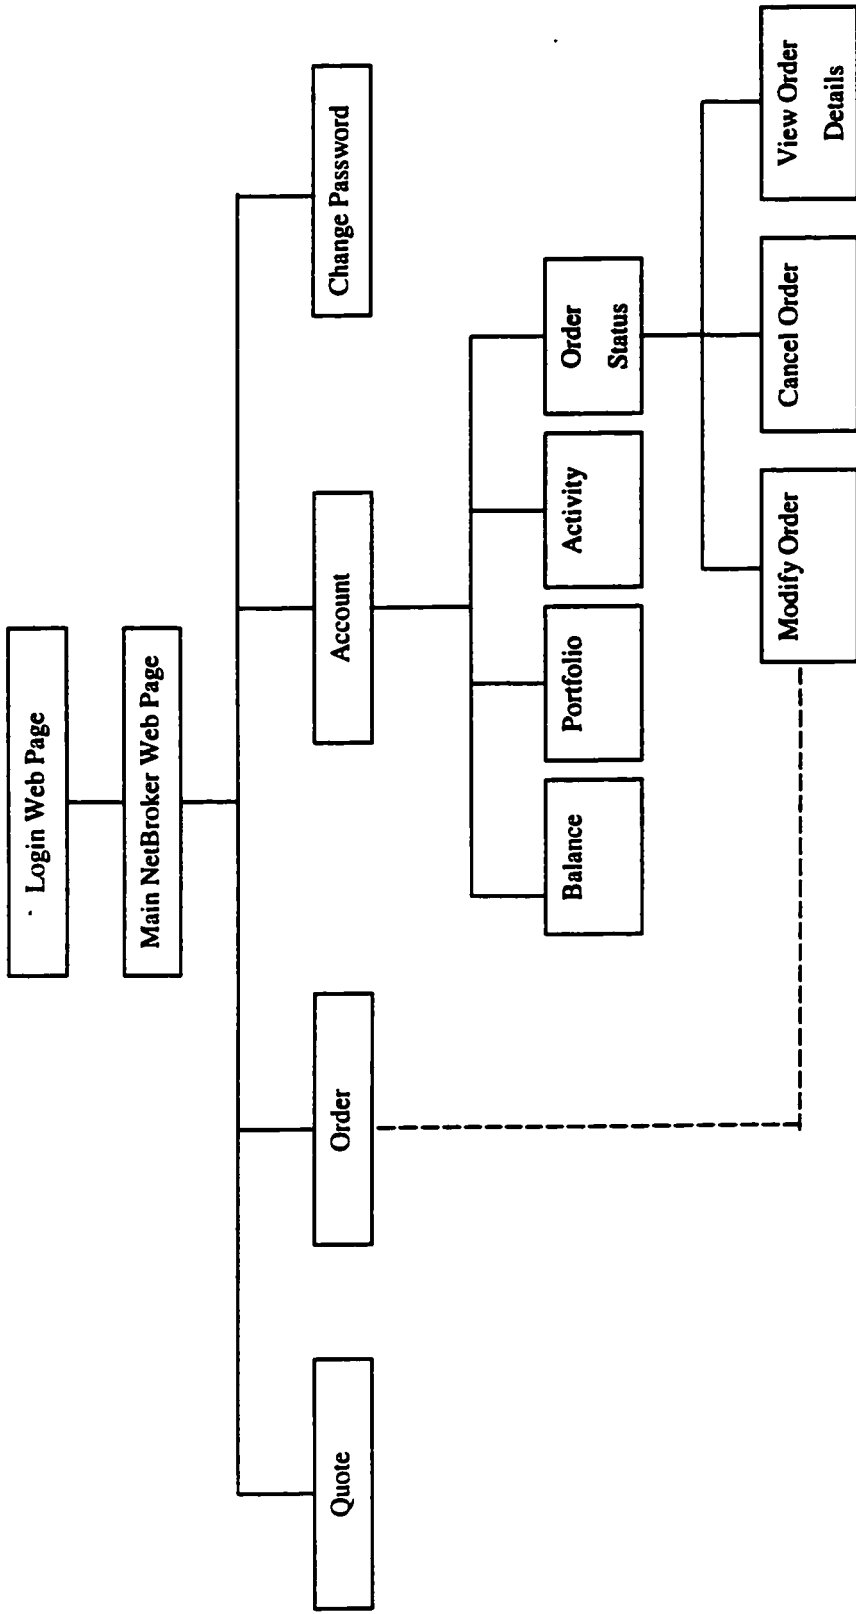 Login Web Page
Main NetBroker Web Page
Quote
Order
Account
Change Password
Balance
Portfolio
Activity
Order
Status
Modify Order
Cancel Order
View Order
Details